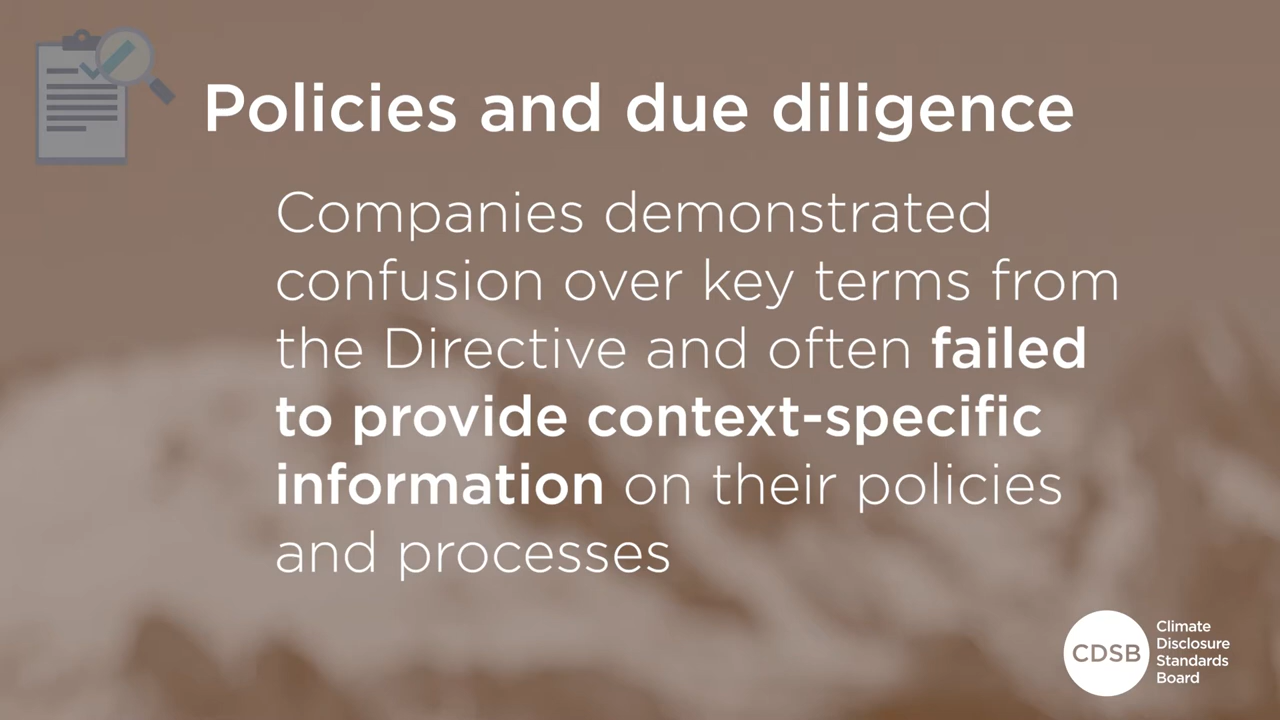 Policies and due diligence
Companies demonstrated
confusion over key terms from
the Directive and often failed
to provide context-specific
information on their policies
and processes
CDSB
Climate
Disclosure
Standards
Board